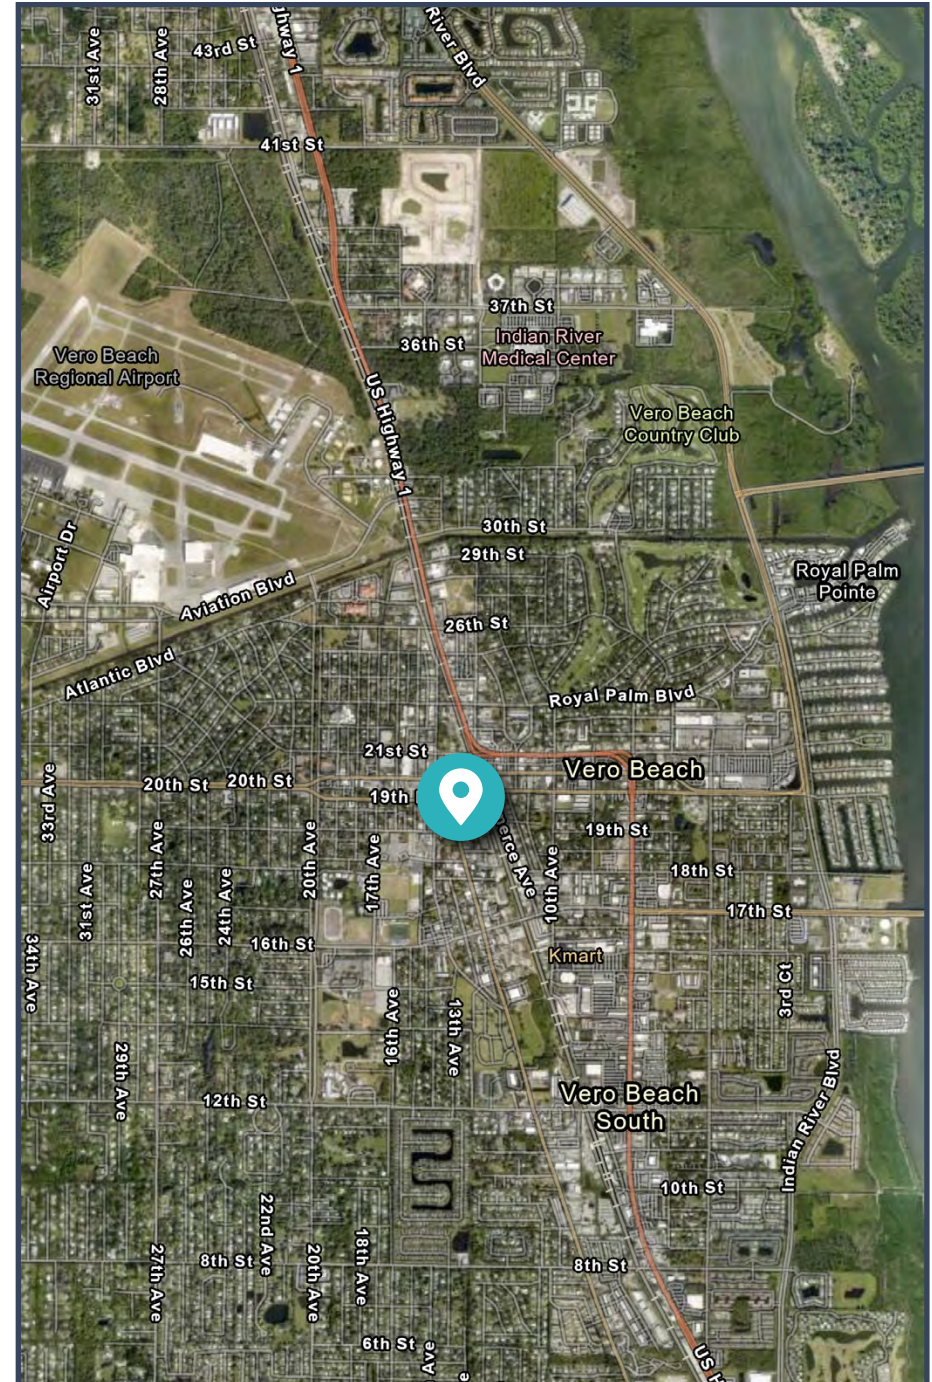 ghway 1
River Blvd
31st Ave
28th Ave
43rd St
41st St
37th St
Indian River
Medical Center
36th St
Vero Beach
Regional Airport
US Highway 1
Vero Beach
Country Club
30th St
29th St
Airport Dr
Aviation Blvd
Royal Palm
Pointe
26th St
Atlantic Blvd
Royal Palm Blvd
21st St
Vero Beach
20th St
20th St
19th
33rd Ave
19th St
merce Ave
31st Ave
27th Ave
26th Ave
24th Ave
20th Ave
17th Ave
10th Ave
18th St
17th St
34th Ave
16th St
Kmart
15th St
3rd Ct
16th Ave
13th Ave
29th Ave
12th St
Vero Beach
South
Indian River Blvd
10th St
22nd Ave
27th Ave
20th Ave
18th Ave
8th St
8th St
6th St
Ave
e
US H